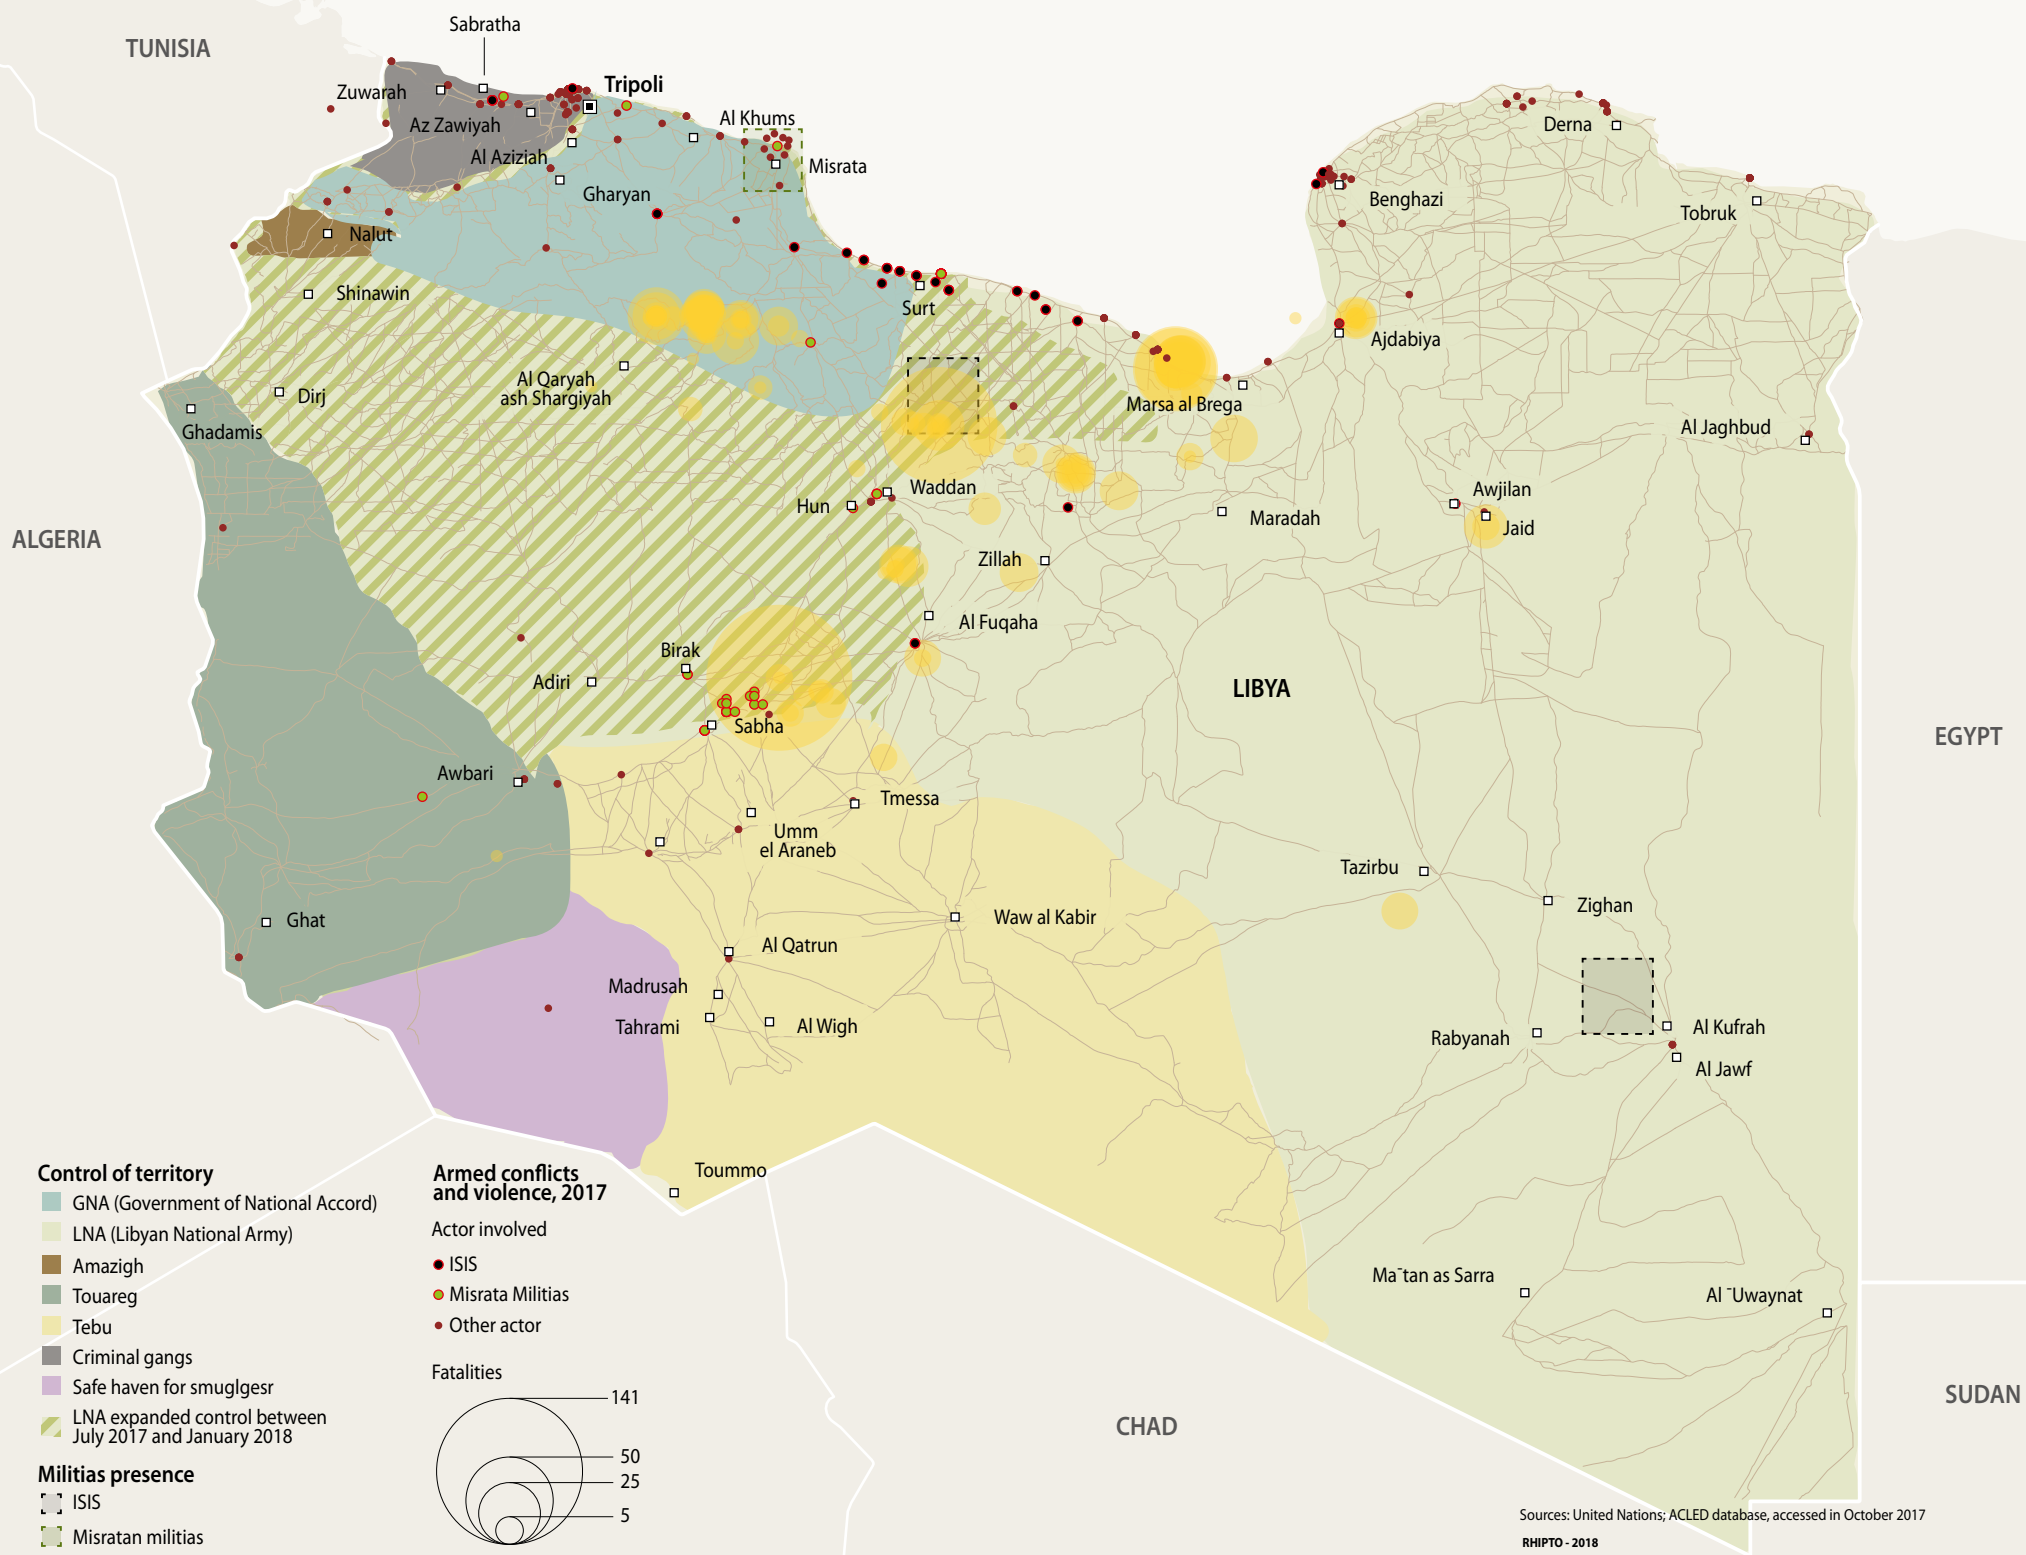 Sabratha
TUNISIA
Tripoli
Zuwarah
Al Khums
Az Zawiyah
Derna
Al Aziziah
Misrata
Gharyan
Benghazi
Tobruk
Nalut
Shinawin
Surt
Ajdabiya
Al Qaryah
ash Shargiyah
Dirj
Marsa al Brega
Ghadamis
Al Jaghbud
Waddan
Awjilan
Hun
Maradah
Jaid
ALGERIA
Zillah
Al Fuqaha
Birak
Adiri
LIBYA
Sabha
EGYPT
Awbari
Tmessa
Umm
el Araneb
Tazirbu
Zighan
Ghat
Waw al Kabir
Al Qatrun
Madrusah
Tahrami
Al Wigh
Rabyanah
Al Kufrah
Al Jawf
Toummo
Ma¯tan as Sarra
Al ¯Uwaynat
CHAD
SUDAN
Control of territory
GNA (Government of National Accord)
LNA (Libyan National Army)
Amazigh
Touareg
Tebu
Criminal gangs
Safe haven for smuglgesr
LNA expanded control between
July 2017 and January 2018
Militias presence
ISIS
Misratan militias
Armed conflicts
and violence, 2017
Actor involved
ISIS
Misrata Militias
Other actor
Fatalities
141
50
25
5
Sources: United Nations; ACLED database, accessed in October 2017
RHIPTO - 2018